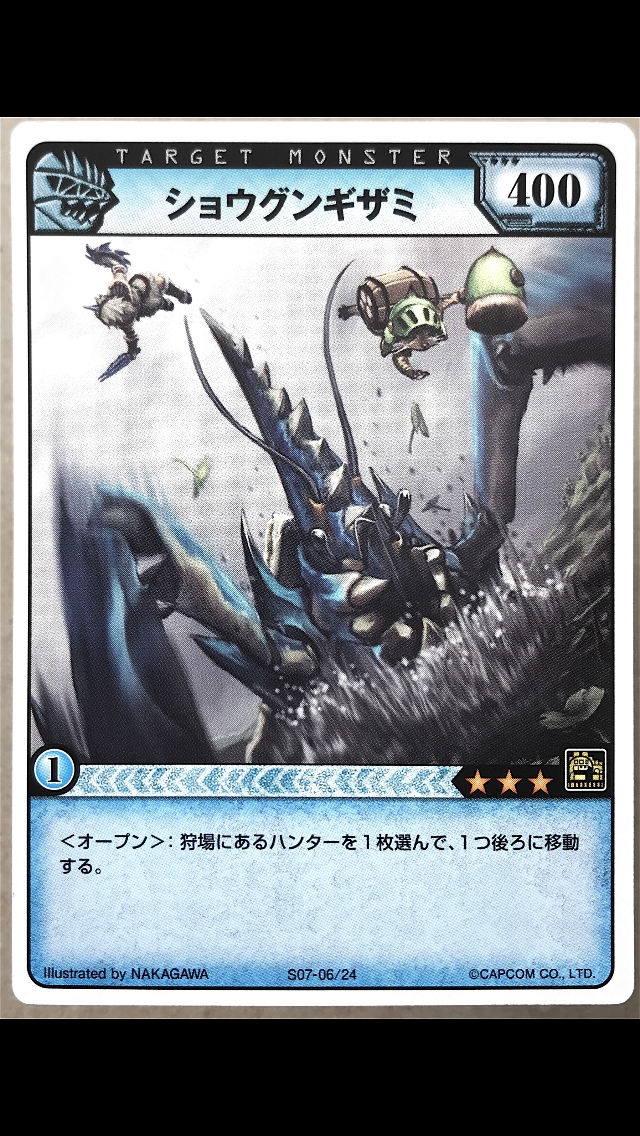 TARGET MONSTER
ショウグンギザミ
400
1
<オープン>：狩場にあるハンターを1枚選んで、1つ後ろに移動
する。
Illustrated by NAKAGAWA
S07-06/24
©CAPCOM CO., LTD.